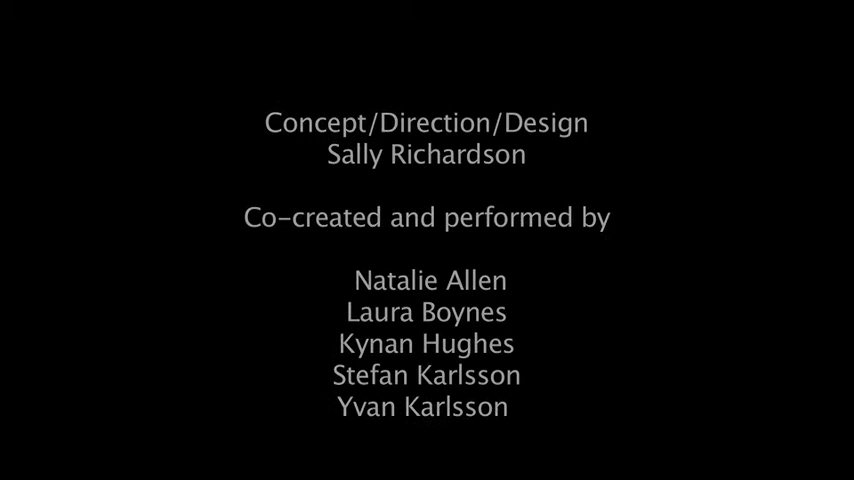 Concept/Direction/Design
Sally Richardson
Co-created and performed by
Natalie Allen
Laura Boynes
Kynan Hughes
Stefan Karlsson
Yvan Karlsson